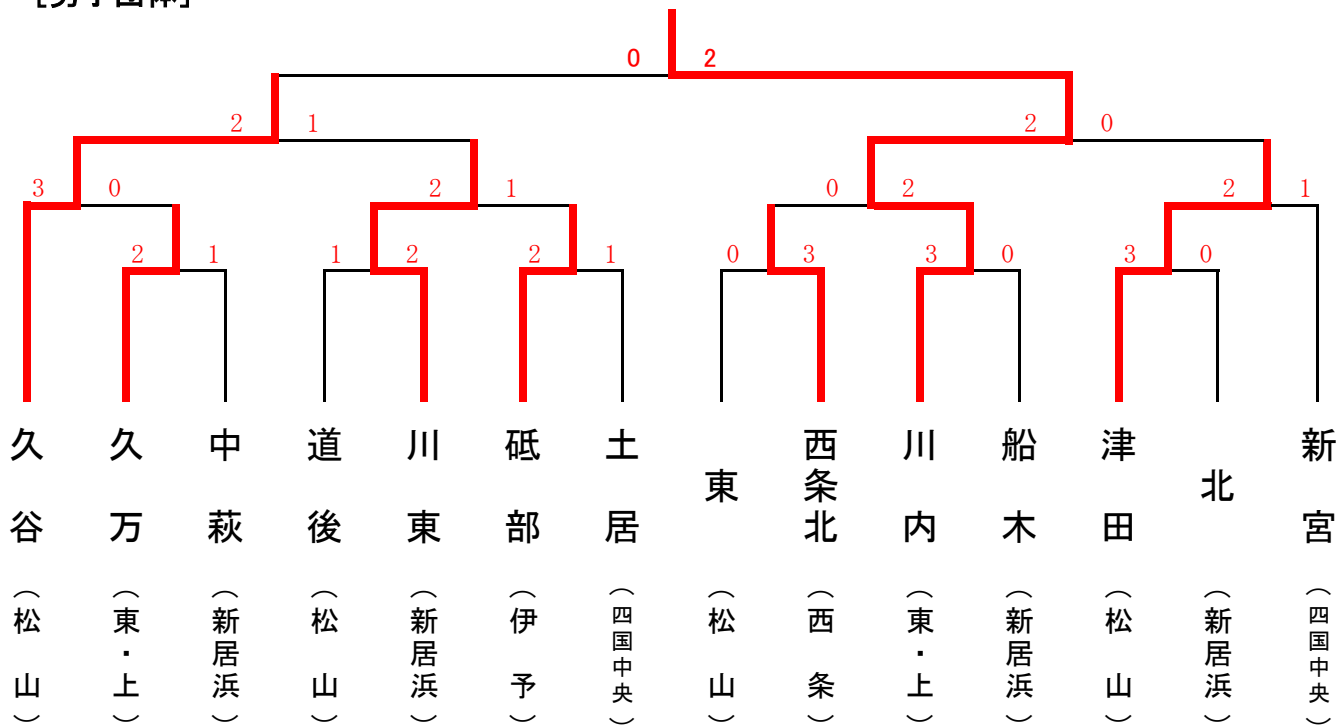 ［男子団体］
0 2
2 1
2 0
3 0
2 1
0 2
2 1
2 1
1 2
2 1
0 3
3 0
3 0
久谷
（松山）
久万
（東・上）
中萩
（新居浜）
道後
（松山）
川東
（新居浜）
砥部
（伊予）
土居
（四国中央）
東
（松山）
西条北
（西条）
川内
（東・上）
船木
（新居浜）
津田
（松山）
北
（新居浜）
新宮
（四国中央）